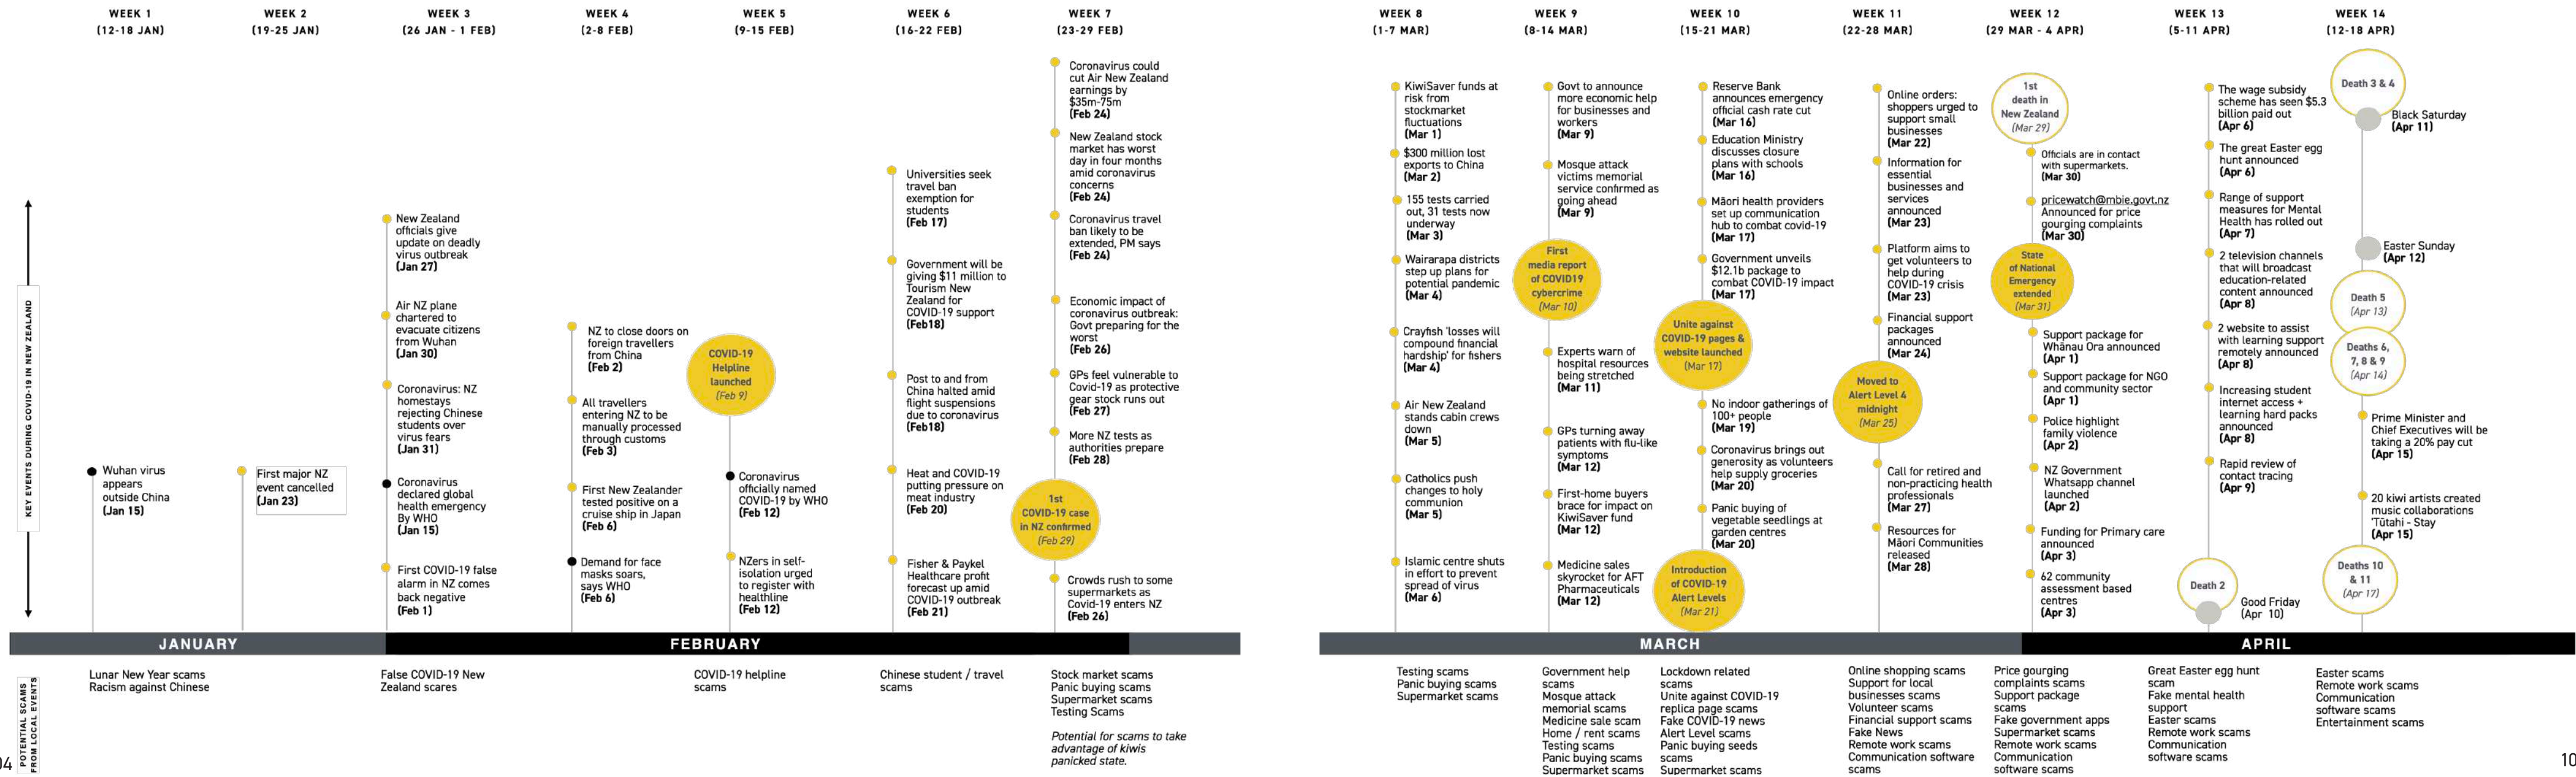 WEEK 1
(12-18 JAN)
WEEK 2
(19-25 JAN)
WEEK 3
(26 JAN - 1 FEB)
WEEK 4
(2-8 FEB)
WEEK 5
(9-15 FEB)
WEEK 6
(16-22 FEB)
WEEK 7
(23-29 FEB)
WEEK 8
(1-7 MAR)
WEEK 9
(8-14 MAR)
WEEK 10
(15-21 MAR)
WEEK 11
(22-28 MAR)
WEEK 12
(29 MAR - 4 APR)
WEEK 13
(5-11 APR)
WEEK 14
(12-18 APR)
KEY EVENTS DURING COVID-19 IN NEW ZEALAND
Wuhan virus
appears
outside China
(Jan 15)
First major NZ
event cancelled
(Jan 23)
New Zealand
officials give
update on deadly
virus outbreak
(Jan 27)
Air NZ plane
chartered to
evacuate citizens
from Wuhan
(Jan 30)
Coronavirus: NZ
homestays
rejecting Chinese
students over
virus fears
(Jan 31)
Coronavirus
declared global
health emergency
By WHO
(Jan 15)
First COVID-19 false
alarm in NZ comes
back negative
(Feb 1)
NZ to close doors on
foreign travellers
from China
(Feb 2)
All travellers
entering NZ to be
manually processed
through customs
(Feb 3)
First New Zealander
tested positive on a
cruise ship in Japan
(Feb 6)
Demand for face
masks soars,
says WHO
(Feb 6)
COVID-19
Helpline
launched
(Feb 9)
Coronavirus
officially named
COVID-19 by WHO
(Feb 12)
NZers in self-
isolation urged
to register with
healthline
(Feb 12)
Universities seek
travel ban
exemption for
students
(Feb 17)
Government will be
giving $11 million to
Tourism New
Zealand for
COVID-19 support
(Feb18)
Post to and from
China halted amid
flight suspensions
due to coronavirus
(Feb18)
Heat and COVID-19
putting pressure on
meat industry
(Feb 20)
Fisher & Paykel
Healthcare profit
forecast up amid
COVID-19 outbreak
(Feb 21)
Coronavirus could
cut Air New Zealand
earnings by
$35m-75m
(Feb 24)
New Zealand stock
market has worst
day in four months
amid coronavirus
concerns
(Feb 24)
Coronavirus travel
ban likely to be
extended, PM says
(Feb 24)
Economic impact of
coronavirus outbreak:
Govt preparing for the
worst
(Feb 26)
GPs feel vulnerable to
Covid-19 as protective
gear stock runs out
(Feb 27)
More NZ tests as
authorities prepare
(Feb 28)
1st
COVID-19 case
in NZ confirmed
(Feb 29)
Crowds rush to some
supermarkets as
Covid-19 enters NZ
(Feb 26)
KiwiSaver funds at
risk from
stockmarket
fluctuations
(Mar 1)
$300 million lost
exports to China
(Mar 2)
155 tests carried
out, 31 tests now
underway
(Mar 3)
Wairarapa districts
step up plans for
potential pandemic
(Mar 4)
Crayfish 'losses will
compound financial
hardship' for fishers
(Mar 4)
Air New Zealand
stands cabin crews
down
(Mar 5)
Catholics push
changes to holy
communion
(Mar 5)
Islamic centre shuts
in effort to prevent
spread of virus
(Mar 6)
Govt to announce
more economic help
for businesses and
workers
(Mar 9)
Mosque attack
victims memorial
service confirmed as
going ahead
(Mar 9)
First
media report
of COVID19
cybercrime
(Mar 10)
Experts warn of
hospital resources
being stretched
(Mar 11)
GPs turning away
patients with flu-like
symptoms
(Mar 12)
First-home buyers
brace for impact on
KiwiSaver fund
(Mar 12)
Medicine sales
skyrocket for AFT
Pharmaceuticals
(Mar 12)
Reserve Bank
announces emergency
official cash rate cut
(Mar 16)
Education Ministry
discusses closure
plans with schools
(Mar 16)
Māori health providers
set up communication
hub to combat covid-19
(Mar 17)
Government unveils
$12.1b package to
combat COVID-19 impact
(Mar 17)
Unite against
COVID-19 pages &
website launched
(Mar 17)
No indoor gatherings of
100+ people
(Mar 19)
Coronavirus brings out
generosity as volunteers
help supply groceries
(Mar 20)
Panic buying of
vegetable seedlings at
garden centres
(Mar 20)
Introduction
of COVID-19
Alert Levels
(Mar 21)
Online orders:
shoppers urged to
support small
businesses
(Mar 22)
Information for
essential
businesses and
services
announced
(Mar 23)
Platform aims to
get volunteers to
help during
COVID-19 crisis
(Mar 23)
Financial support
packages
announced
(Mar 24)
Moved to
Alert Level 4
midnight
(Mar 25)
Call for retired and
non-practicing health
professionals
(Mar 27)
Resources for
Māori Communities
released
(Mar 28)
1st
death in
New Zealand
(Mar 29)
Officials are in contact
with supermarkets.
(Mar 30)
pricewatch@mbie.govt.nz
Announced for price
gourging complaints
(Mar 30)
State
of National
Emergency
extended
(Mar 31)
Support package for
Whānau Ora announced
(Apr 1)
Support package for NGO
and community sector
(Apr 1)
Police highlight
family violence
(Apr 2)
NZ Government
Whatsapp channel
launched
(Apr 2)
Funding for Primary care
announced
(Apr 3)
62 community
assessment based
centres
(Apr 3)
The wage subsidy
scheme has seen $5.3
billion paid out
(Apr 6)
The great Easter egg
hunt announced
(Apr 6)
Range of support
measures for Mental
Health has rolled out
(Apr 7)
2 television channels
that will broadcast
education-related
content announced
(Apr 8)
2 website to assist
with learning support
remotely announced
(Apr 8)
Increasing student
internet access +
learning hard packs
announced
(Apr 8)
Rapid review of
contact tracing
(Apr 9)
Death 2
Good Friday
(Apr 10)
Death 3 & 4
Black Saturday
(Apr 11)
Easter Sunday
(Apr 12)
Death 5
(Apr 13)
Deaths 6,
7, 8 & 9
(Apr 14)
Prime Minister and
Chief Executives will be
taking a 20% pay cut
(Apr 15)
20 kiwi artists created
music collaborations
'Tūtahi - Stay
(Apr 15)
Deaths 10
& 11
(Apr 17)
JANUARY
FEBRUARY
MARCH
APRIL
POTENTIAL SCAMS
FROM LOCAL EVENTS
Lunar New Year scams
Racism against Chinese
False COVID-19 New
Zealand scares
COVID-19 helpline
scams
Chinese student / travel
scams
Stock market scams
Panic buying scams
Supermarket scams
Testing Scams
Potential for scams to take
advantage of kiwis
panicked state.
Testing scams
Panic buying scams
Supermarket scams
Government help
scams
Mosque attack
memorial scams
Medicine sale scam
Home / rent scams
Testing scams
Panic buying scams
Supermarket scams
Lockdown related
scams
Unite against COVID-19
replica page scams
Fake COVID-19 news
Alert Level scams
Panic buying seeds
scams
Supermarket scams
Online shopping scams
Support for local
businesses scams
Volunteer scams
Financial support scams
Fake News
Remote work scams
Communication software
scams
Price gourging
complaints scams
Support package
scams
Fake government apps
Supermarket scams
Remote work scams
Communication
software scams
Great Easter egg hunt
scam
Fake mental health
support
Easter scams
Remote work scams
Communication
software scams
Easter scams
Remote work scams
Communication
software scams
Entertainment scams
04
10